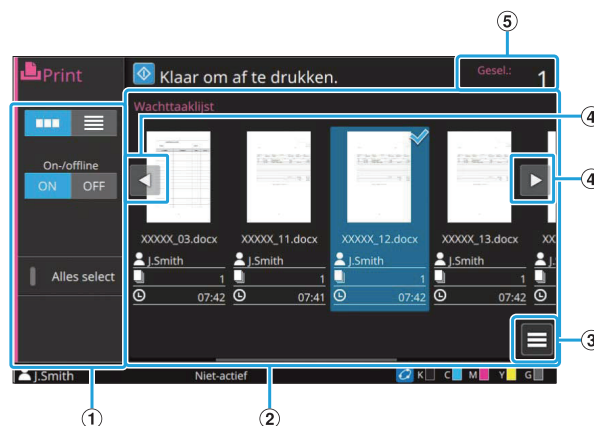 5
Print
Klaar om af te drukken.
Gesel.:
1
Wachttaaklijst
4
On-/offline
ON OFF
4
XXXXX_03.docx XXXXX_11.docx XXXXX_12.docx XXXXX_13.docx XX
J.Smith J.Smith J.Smith J.Smith J.
Alles select
1 1 1 1
07:42 07:41 07:42 07:42
3
J.Smith Niet-actief K C M Y G
1 2